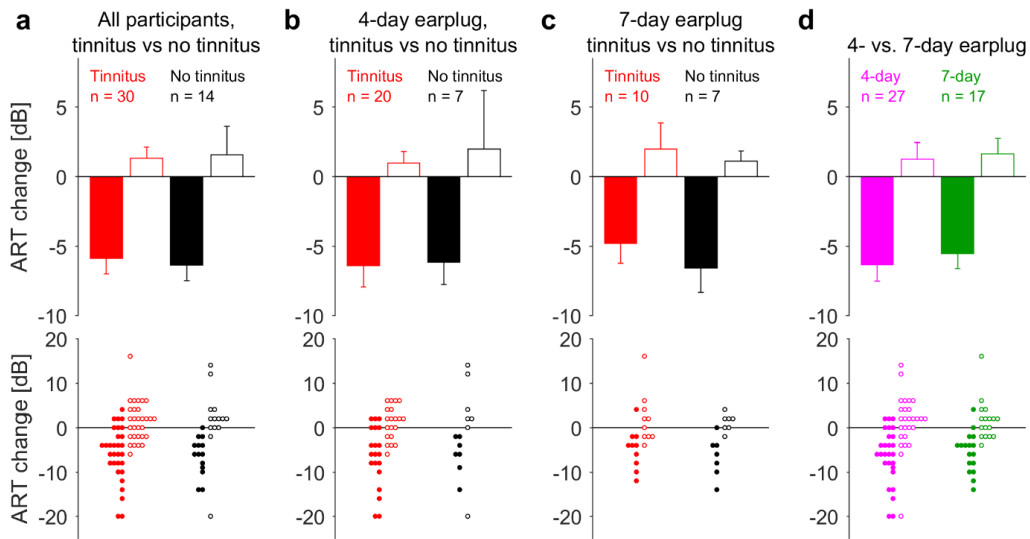 a
All participants,
tinnitus vs no tinnitus
b
4-day earplug,
tinnitus vs no tinnitus
c
7-day earplug
tinnitus vs no tinnitus
d
4- vs. 7-day earplug
ART change [dB]
5
0
-5
-10
Tinnitus
n = 30
No tinnitus
n = 14
5
0
-5
-10
Tinnitus
n = 20
No tinnitus
n = 7
5
0
-5
-10
Tinnitus
n = 10
No tinnitus
n = 7
5
0
-5
-10
4-day
n = 27
7-day
n = 17
ART change [dB]
20
10
0
-10
-20
20
10
0
-10
-20
20
10
0
-10
-20
20
10
0
-10
-20